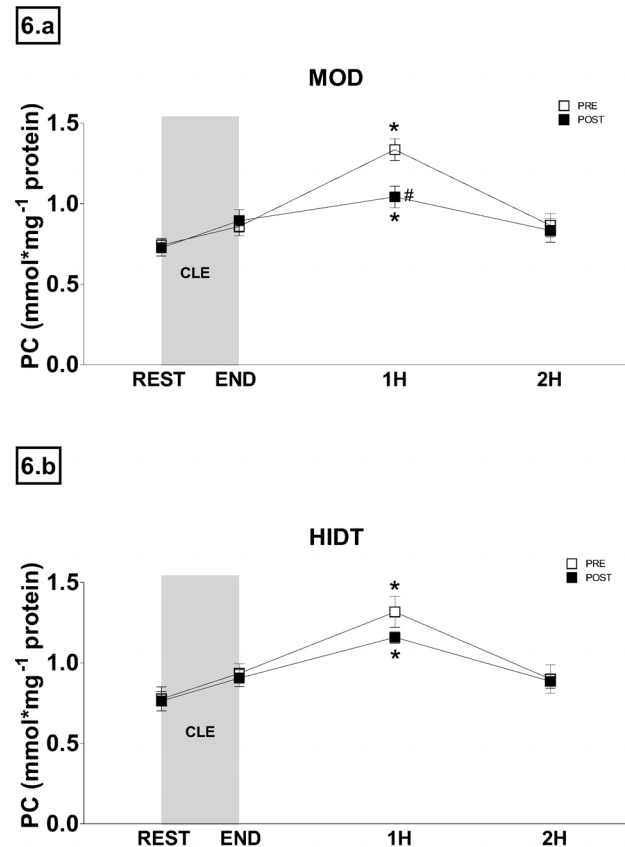 6.a
MOD
PRE
POST
1.5
1.0
0.5
0.0
PC (mmol*mg⁻¹ protein)
*
#
*
CLE
REST END 1H 2H
6.b
HIDT
PRE
POST
1.5
1.0
0.5
0.0
PC (mmol*mg⁻¹ protein)
*
*
CLE
REST END 1H 2H